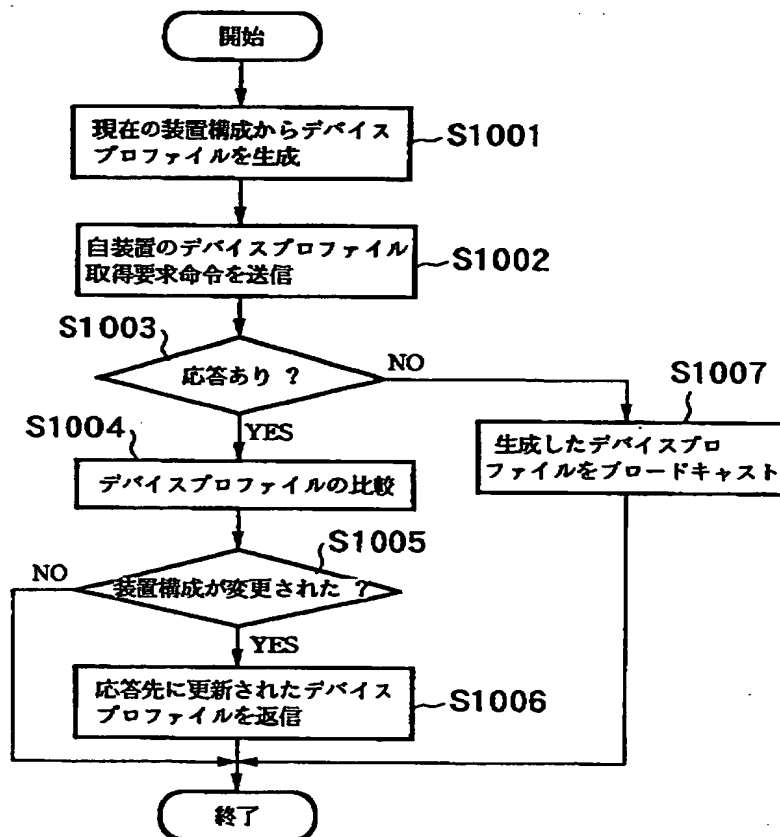 開始
現在の装置構成からデバイス
プロファイルを生成
S1001
自装置のデバイスプロファイル
取得要求命令を送信
S1002
S1003
応答あり ?
NO
YES
S1007
生成したデバイスプロ
ファイルをブロードキャスト
S1004
デバイスプロファイルの比較
S1005
装置構成が変更された ?
NO
YES
応答先に更新されたデバイス
プロファイルを返信
S1006
終了